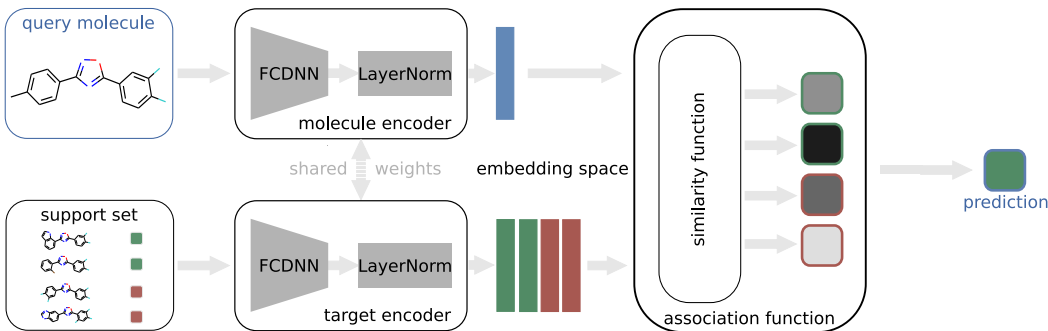 query molecule
FCDNN
LayerNorm
molecule encoder
shared weights
embedding space
support set
FCDNN
LayerNorm
target encoder
similarity function
association function
prediction